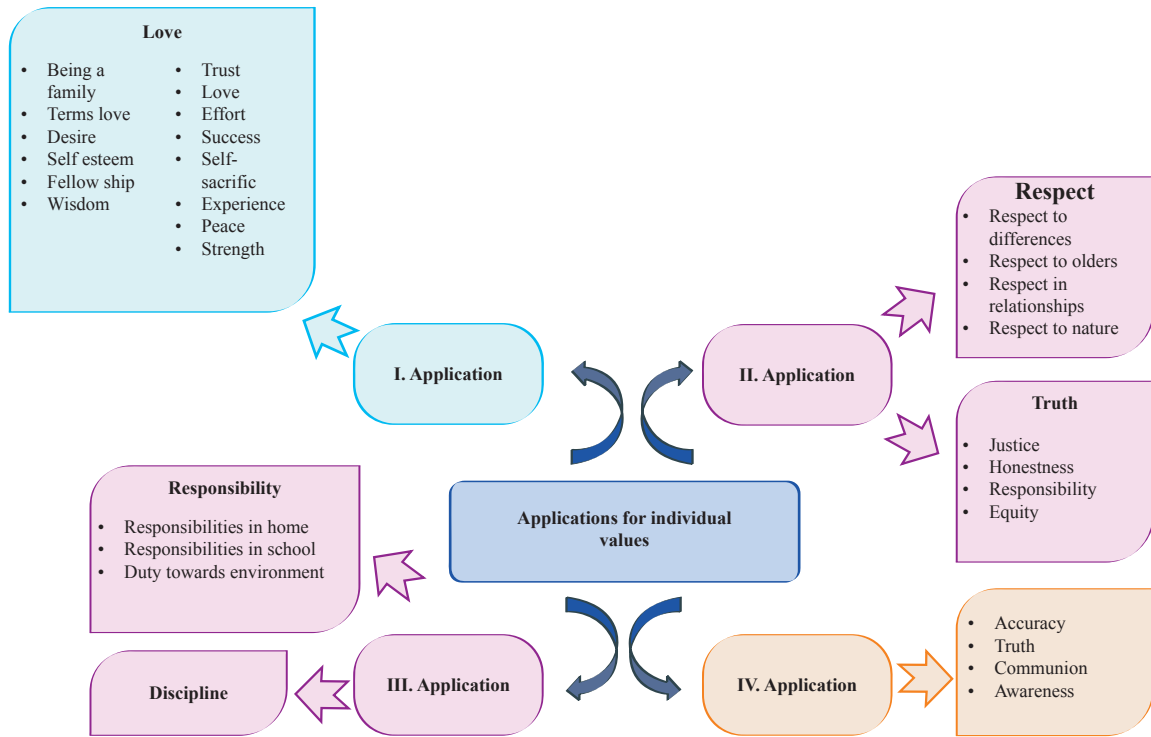 Love
• Being a
family
• Terms love
• Desire
• Self esteem
• Fellow ship
• Wisdom
• Trust
• Love
• Effort
• Success
• Self-
sacrific
• Experience
• Peace
• Strength
I. Application
II. Application
Respect
• Respect to
differences
• Respect to olders
• Respect in
relationships
• Respect to nature
Truth
• Justice
• Honestness
• Responsibility
• Equity
Applications for individual
values
Responsibility
• Responsibilities in home
• Responsibilities in school
• Duty towards environment
Discipline
III. Application
IV. Application
• Accuracy
• Truth
• Communion
• Awareness